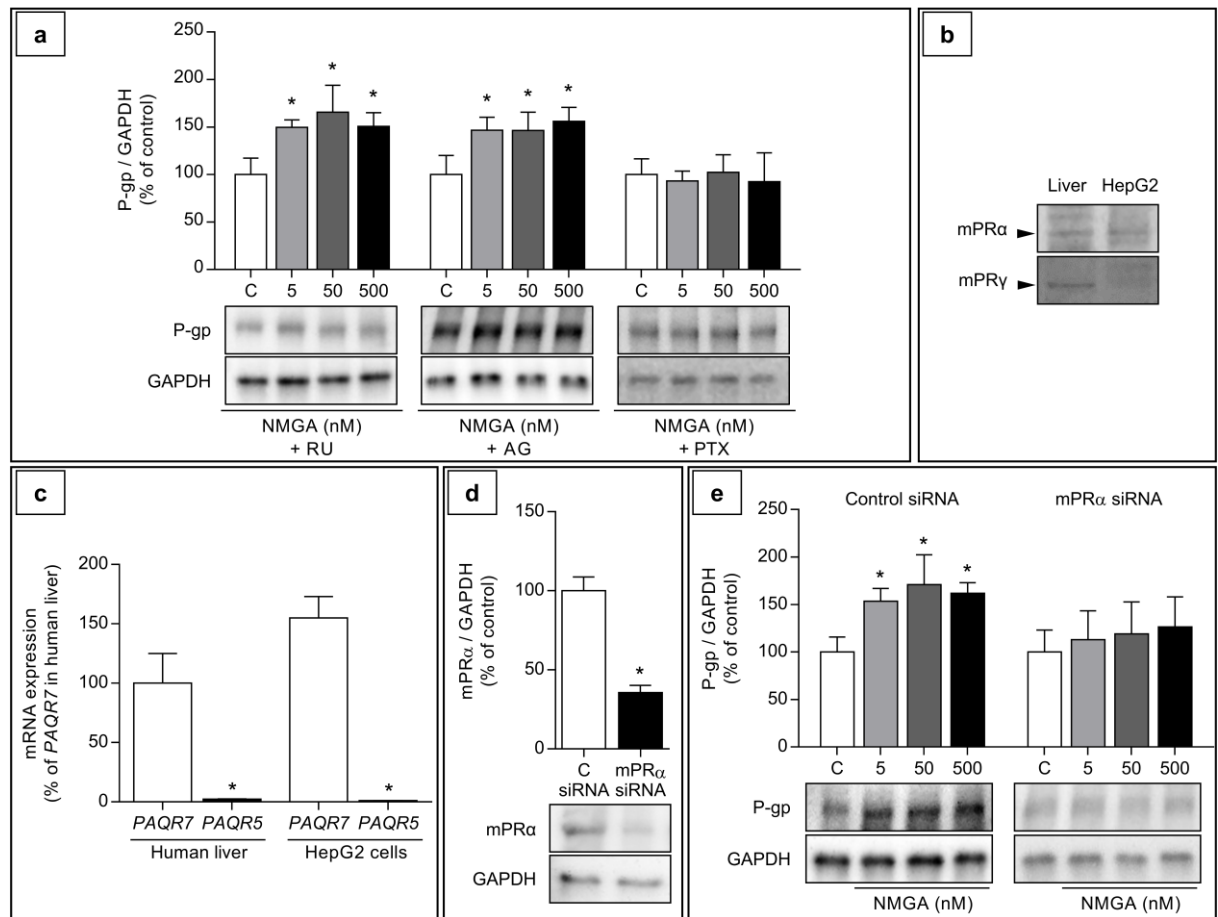 a
P-gp / GAPDH
(% of control)
250
200
150
100
50
0
* * * * * *
C 5 50 500 C 5 50 500 C 5 50 500
P-gp
GAPDH
NMGA (nM) NMGA (nM) NMGA (nM)
+ RU + AG + PTX
b
Liver HepG2
mPRα
mPRγ
c
mRNA expression
(% of PAQR7 in human liver)
200
150
100
50
0
* *
PAQR7 PAQR5 PAQR7 PAQR5
Human liver HepG2 cells
d
mPRα / GAPDH
(% of control)
150
100
50
0
*
C mPRα
siRNA siRNA
mPRα
GAPDH
e
P-gp / GAPDH
(% of control)
250
200
150
100
50
0
Control siRNA mPRα siRNA
* * *
C 5 50 500 C 5 50 500
P-gp
GAPDH
NMGA (nM) NMGA (nM)